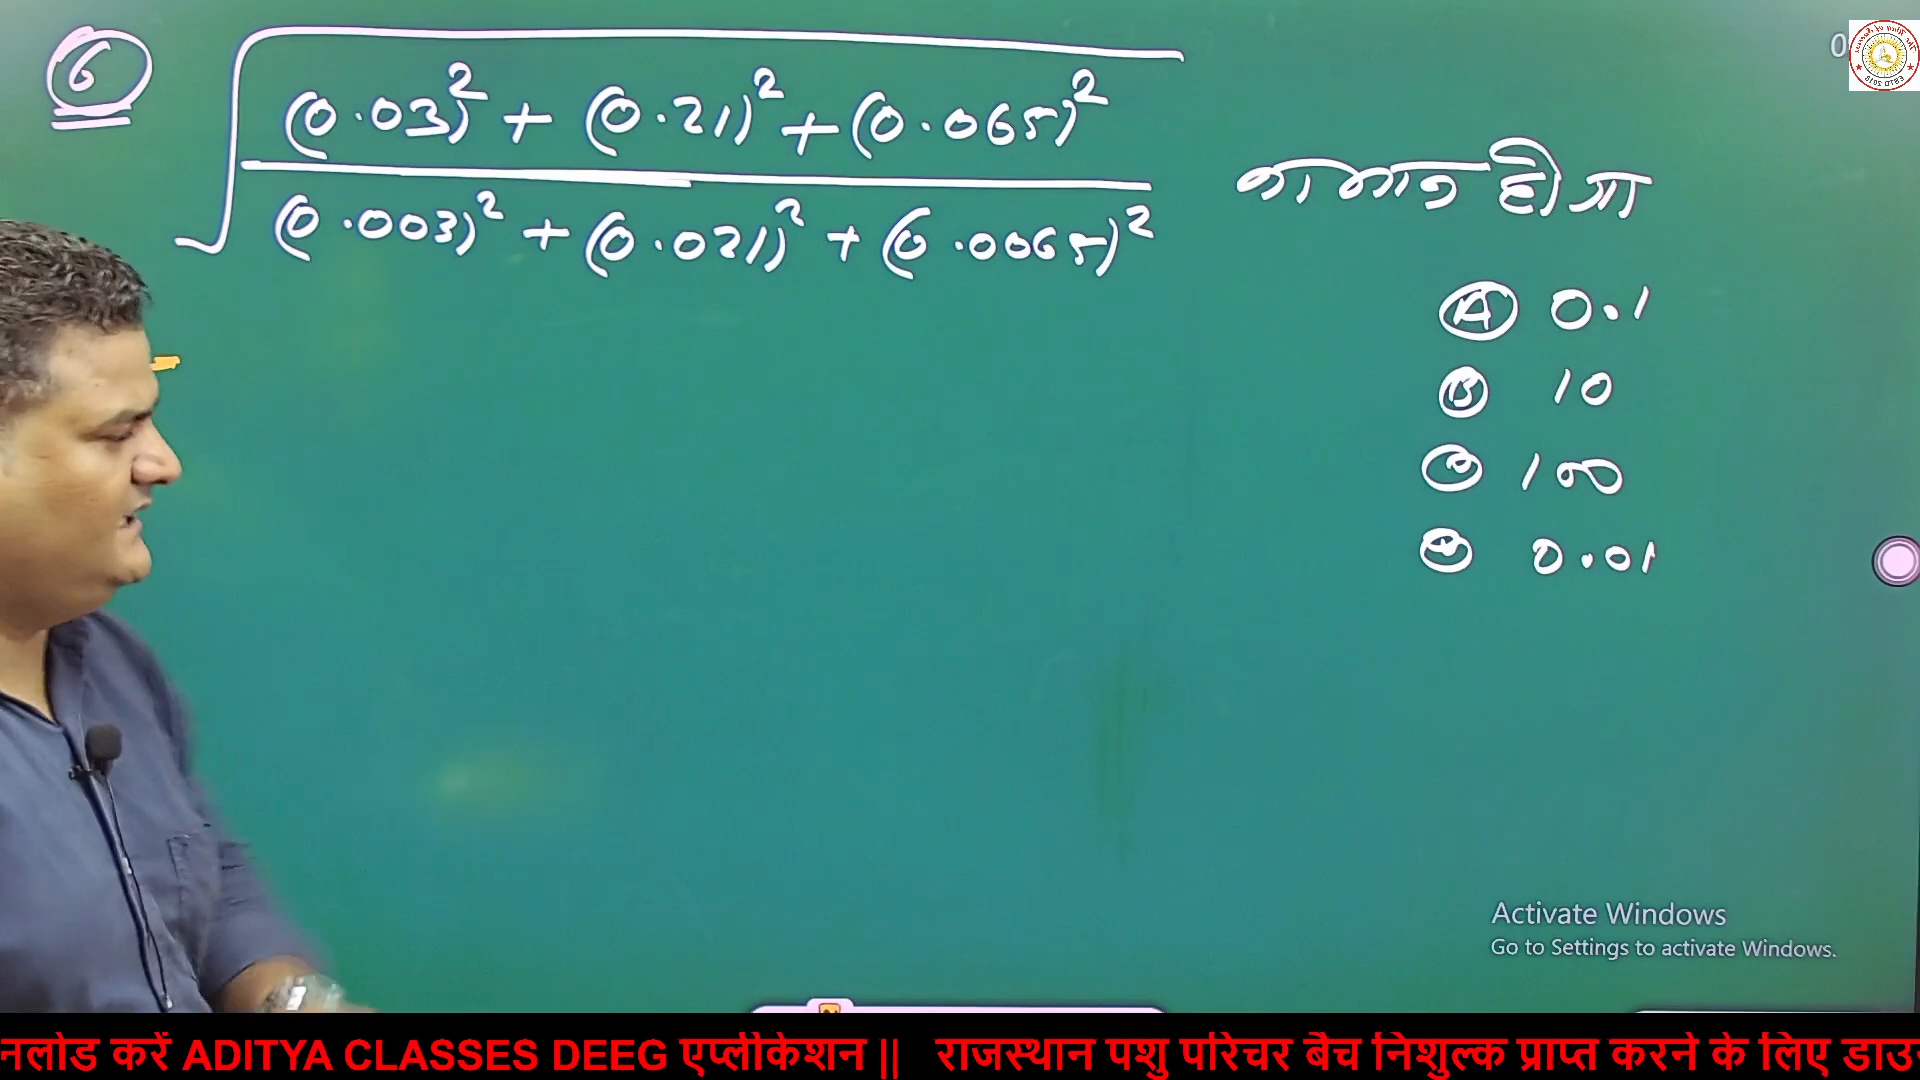 6
√((0.03)² + (0.21)² + (0.065)²) / ((0.003)² + (0.021)² + (0.0065)²) का मान होगा
A 0.1
B 10
C 100
D 0.01
0
Activate Windows
Go to Settings to activate Windows.
नलोड करें ADITYA CLASSES DEEG एप्लीकेशन || राजस्थान पशु परिचर बैच निशुल्क प्राप्त करने के लिए डाउ